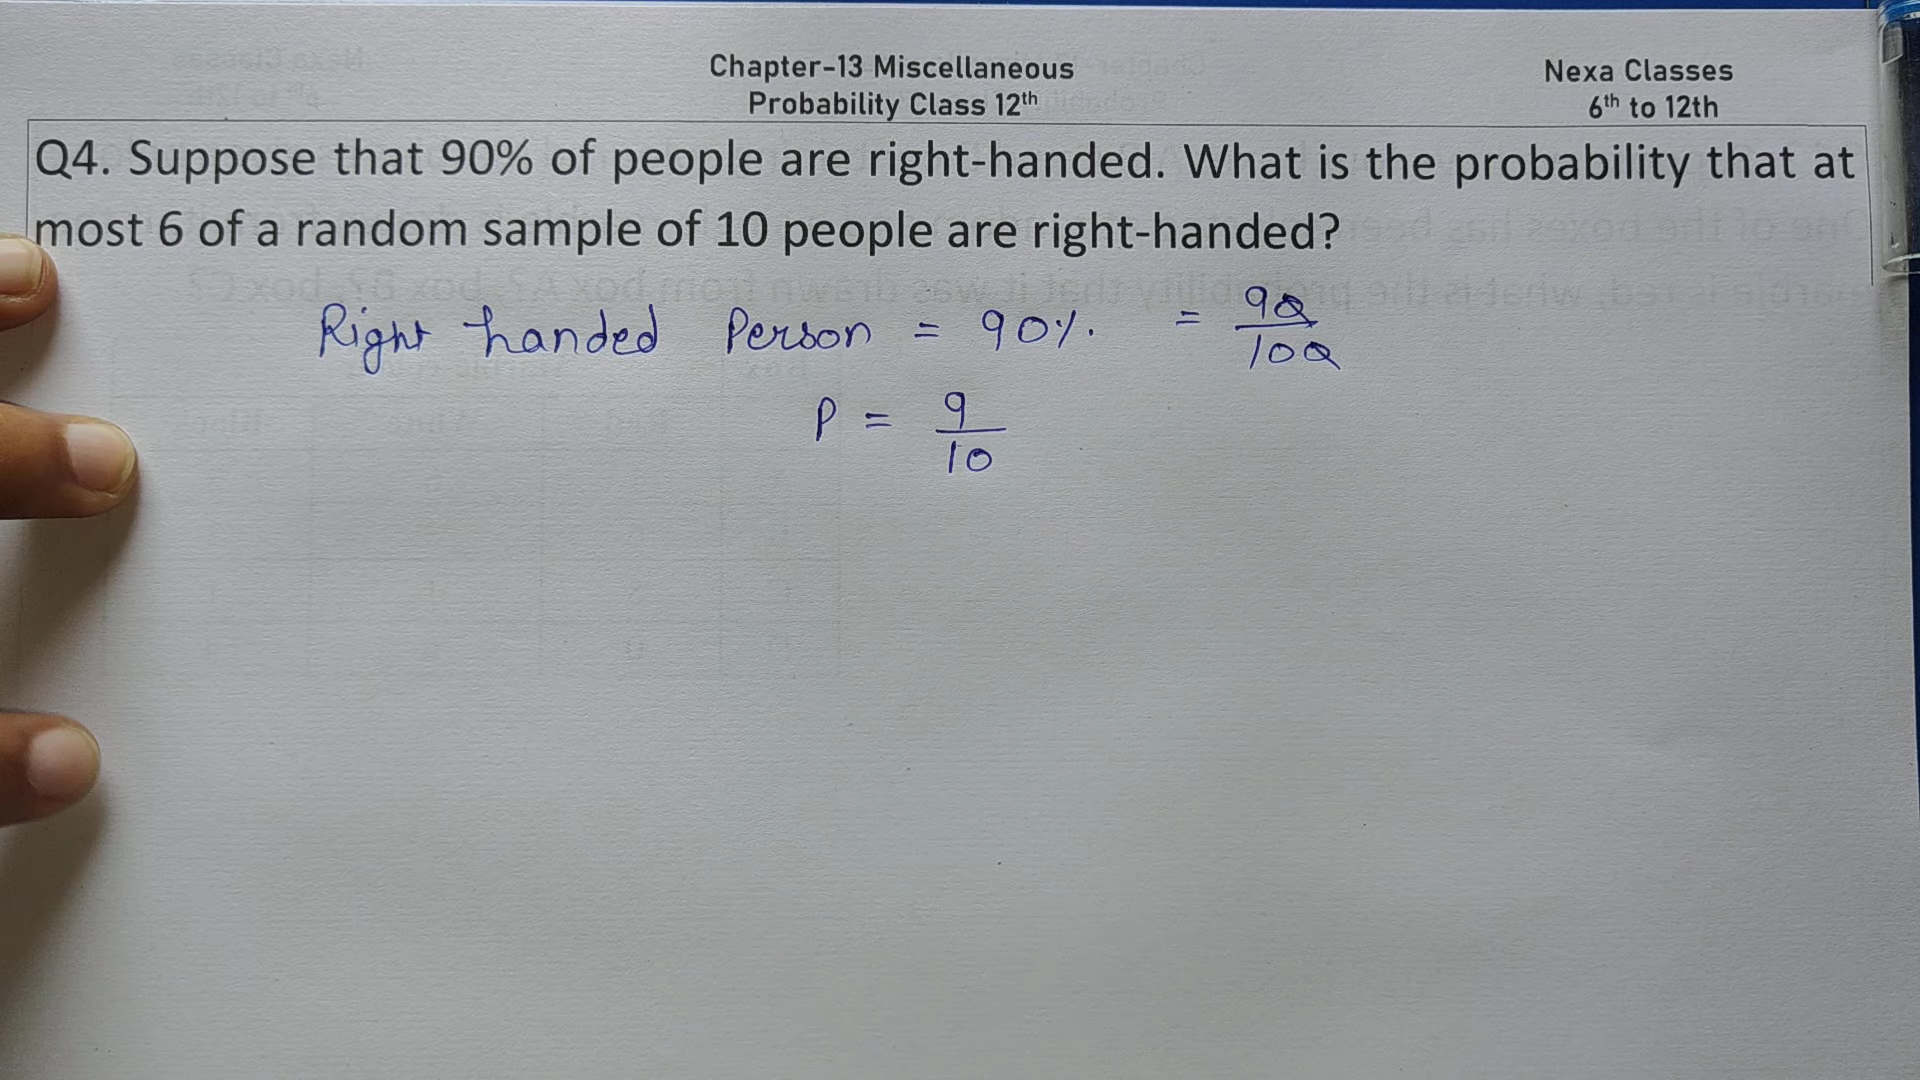 Chapter-13 Miscellaneous
Probability Class 12th
Nexa Classes
6th to 12th
Q4. Suppose that 90% of people are right-handed. What is the probability that at
most 6 of a random sample of 10 people are right-handed?
Right handed Person = 90% = 90/100
P = 9/10